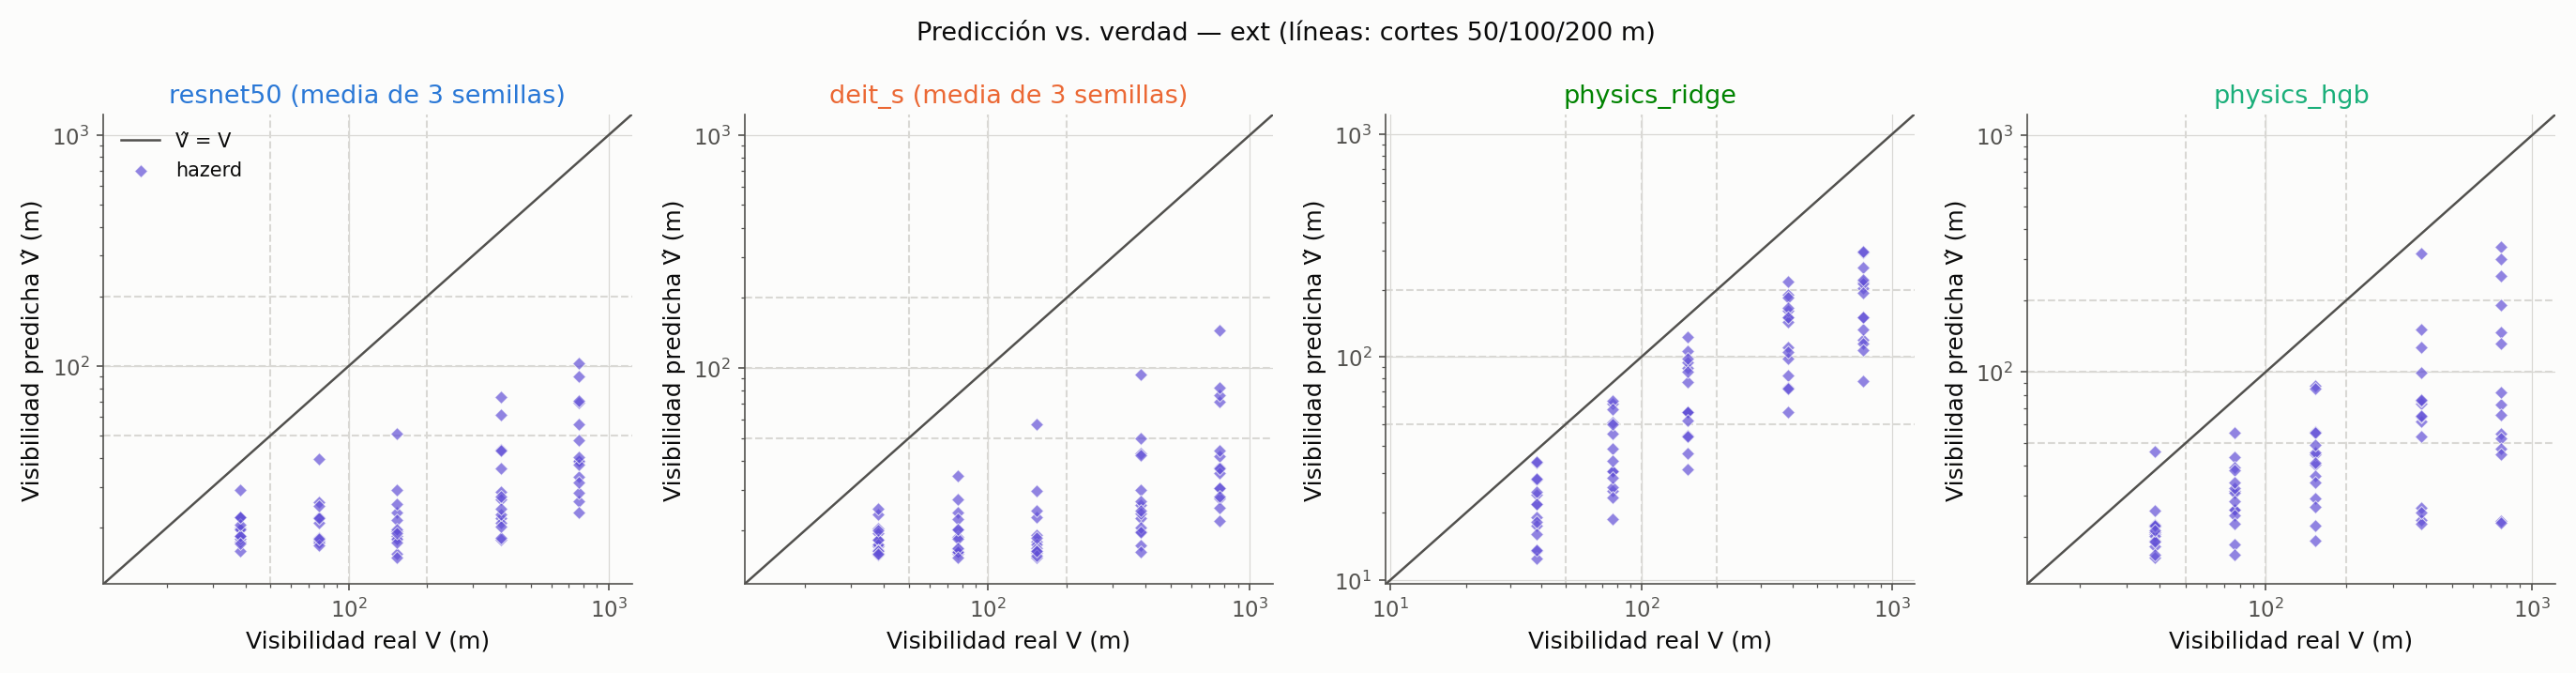 Predicción vs. verdad — ext (líneas: cortes 50/100/200 m)
resnet50 (media de 3 semillas)
10³
10²
V̂ = V
hazerd
Visibilidad predicha V̂ (m)
10²
10³
Visibilidad real V (m)
deit_s (media de 3 semillas)
10³
10²
Visibilidad predicha V̂ (m)
10²
10³
Visibilidad real V (m)
physics_ridge
10³
10²
10¹
Visibilidad predicha V̂ (m)
10¹
10²
10³
Visibilidad real V (m)
physics_hgb
10³
10²
Visibilidad predicha V̂ (m)
10²
10³
Visibilidad real V (m)